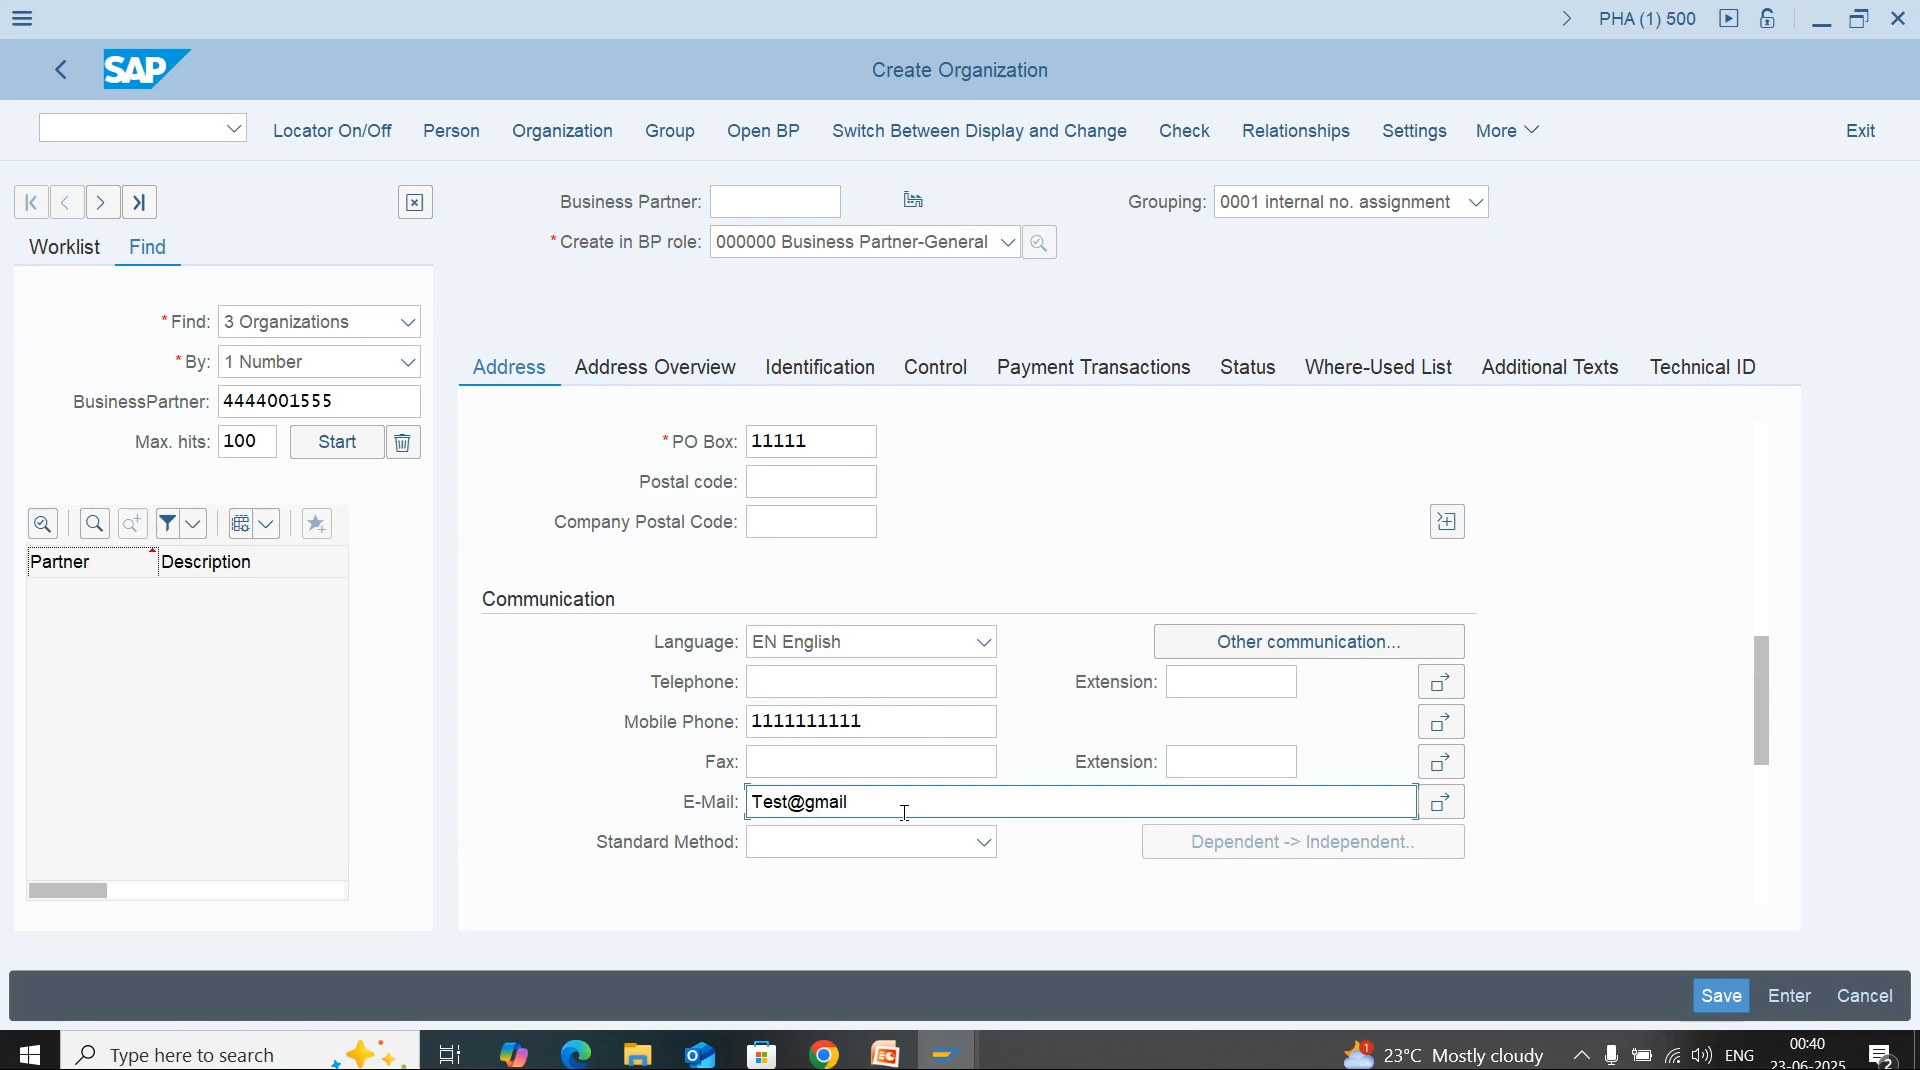 PHA (1) 500
SAP
Create Organization
Locator On/Off Person Organization Group Open BP Switch Between Display and Change Check Relationships Settings More Exit
Business Partner: Grouping: 0001 internal no. assignment
* Create in BP role: 000000 Business Partner-General
Worklist Find
* Find: 3 Organizations
* By: 1 Number
BusinessPartner: 4444001555
Max. hits: 100 Start
Partner Description
Address Address Overview Identification Control Payment Transactions Status Where-Used List Additional Texts Technical ID
* PO Box: 11111
Postal code:
Company Postal Code:
Communication
Language: EN English Other communication...
Telephone: Extension:
Mobile Phone: 1111111111
Fax: Extension:
E-Mail: Test@gmail
Standard Method: Dependent -> Independent..
Save Enter Cancel
Type here to search
1 23°C Mostly cloudy ENG 00:40
23-06-2025 2